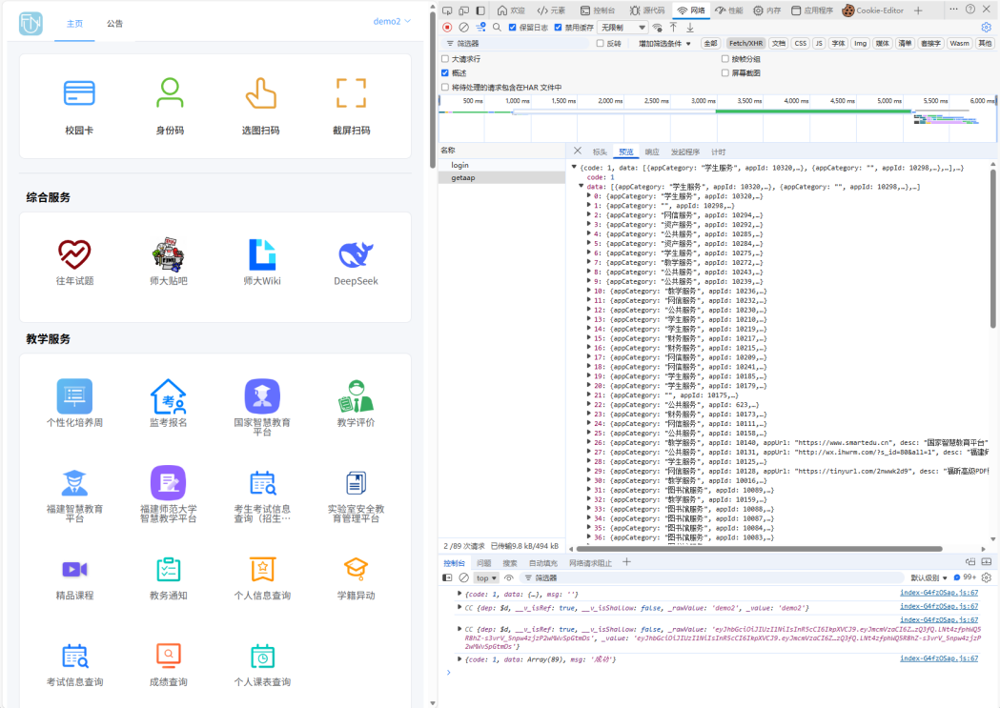 主页
公告
demo2
校园卡
身份码
选图扫码
截屏扫码
综合服务
往年试题
师大贴吧
师大Wiki
DeepSeek
教学服务
个性化培养周
监考报名
国家智慧教育
平台
教学评价
福建智慧教育
平台
福建师范大学
智慧教学平台
考生考试信息
查询（招生…
实验室安全教
育管理平台
精品课程
教务通知
个人信息查询
学籍异动
考试信息查询
成绩查询
个人课表查询
欢迎
元素
控制台
源代码
网络
性能
内存
应用程序
Cookie-Editor
保留日志
禁用缓存
无限制
筛选器
反转
增加筛选条件
全部
Fetch/XHR
文档
CSS
JS
字体
Img
媒体
清单
套接字
Wasm
其他
大请求行
按帧分组
概述
屏幕截图
将待处理的请求包含在HAR 文件中
500 ms
1,000 ms
1,500 ms
2,000 ms
2,500 ms
3,000 ms
3,500 ms
4,000 ms
4,500 ms
5,000 ms
5,500 ms
6,000 ms
名称
login
getaap
标头
预览
响应
发起程序
计时
{code: 1, data: [{appCategory: "学生服务", appId: 10320,…}, {appCategory: "", appId: 10298,…},…],…}
code: 1
data: [{appCategory: "学生服务", appId: 10320,…}, {appCategory: "", appId: 10298,…},…]
0: {appCategory: "学生服务", appId: 10320,…}
1: {appCategory: "", appId: 10298,…}
2: {appCategory: "网信服务", appId: 10294,…}
3: {appCategory: "资产服务", appId: 10292,…}
4: {appCategory: "公共服务", appId: 10285,…}
5: {appCategory: "资产服务", appId: 10284,…}
6: {appCategory: "学生服务", appId: 10275,…}
7: {appCategory: "教学服务", appId: 10272,…}
8: {appCategory: "公共服务", appId: 10243,…}
9: {appCategory: "公共服务", appId: 10239,…}
10: {appCategory: "教学服务", appId: 10236,…}
11: {appCategory: "网信服务", appId: 10232,…}
12: {appCategory: "公共服务", appId: 10230,…}
13: {appCategory: "学生服务", appId: 10210,…}
14: {appCategory: "学生服务", appId: 10219,…}
15: {appCategory: "财务服务", appId: 10217,…}
16: {appCategory: "财务服务", appId: 10215,…}
17: {appCategory: "网信服务", appId: 10209,…}
18: {appCategory: "网信服务", appId: 10241,…}
19: {appCategory: "学生服务", appId: 10185,…}
20: {appCategory: "学生服务", appId: 10179,…}
21: {appCategory: "", appId: 10175,…}
22: {appCategory: "公共服务", appId: 623,…}
23: {appCategory: "财务服务", appId: 10173,…}
24: {appCategory: "网信服务", appId: 10111,…}
25: {appCategory: "公共服务", appId: 10158,…}
26: {appCategory: "教学服务", appId: 10140, appUrl: "https://www.smartedu.cn", desc: "国家智慧教育平台"
27: {appCategory: "公共服务", appId: 10131, appUrl: "http://wx.ihwrm.com/?s_id=80&all=1", desc: "福建师
28: {appCategory: "学生服务", appId: 10125,…}
29: {appCategory: "网信服务", appId: 10128, appUrl: "https://tinyurl.com/2nwwk2d9", desc: "福昕高级PDF
30: {appCategory: "教学服务", appId: 10016,…}
31: {appCategory: "图书馆服务", appId: 10089,…}
32: {appCategory: "教学服务", appId: 10159,…}
33: {appCategory: "图书馆服务", appId: 10088,…}
34: {appCategory: "图书馆服务", appId: 10087,…}
35: {appCategory: "图书馆服务", appId: 10084,…}
36: {appCategory: "图书馆服务", appId: 10083,…}
2 /89 次请求 已传输9.8 kB/494 kB
控制台
问题
搜索
自动填充
网络请求阻止
top
筛选器
默认级别
99+
{code: 1, data: {…}, msg: ''}
index-G4fzOSap.js:67
CC {dep: $d, __v_isRef: true, __v_isShallow: false, _rawValue: 'demo2', _value: 'demo2'}
index-G4fzOSap.js:67
index-G4fzOSap.js:67
CC {dep: $d, __v_isRef: true, __v_isShallow: false, _rawValue: 'eyJhbGciOiJIUzI1NiIsInR5cCI6IkpXVCJ9.eyJmcmVzaCI6Z…zQ3fQ.LNt4zfphWQ5
R8hZ-s3vrV_5npw4zjzP2wMWvSpGtmDs', _value: 'eyJhbGciOiJIUzI1NiIsInR5cCI6IkpXVCJ9.eyJmcmVzaCI6Z…zQ3fQ.LNt4zfphWQ5R8hZ-s3vrV_5npw4zjzP
2wMWvSpGtmDs'}
{code: 1, data: Array(89), msg: '成功'}
index-G4fzOSap.js:67